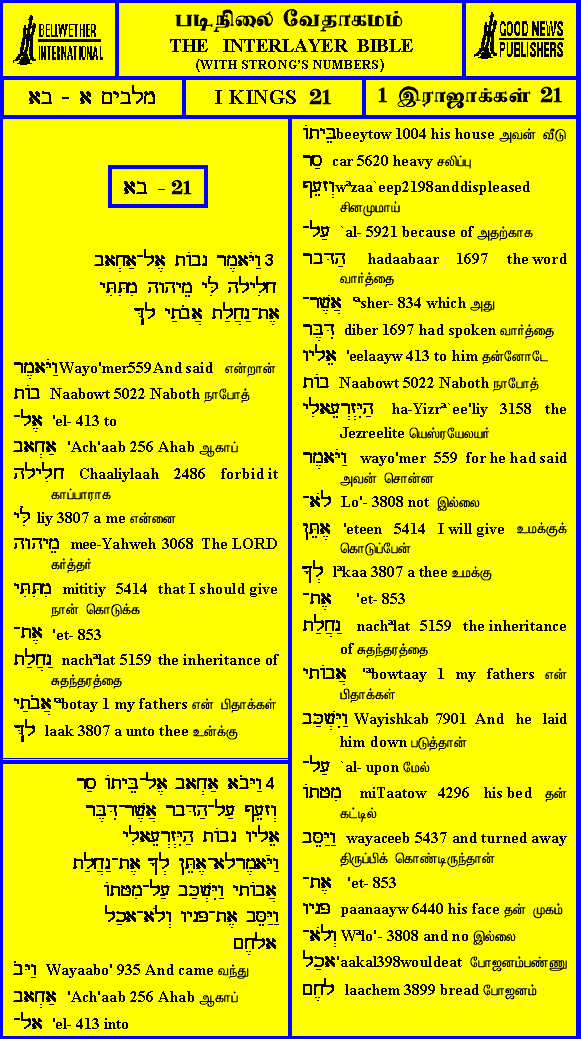 BELLWETHER
INTERNATIONAL
படிநிலை வேதாகமம்
THE INTERLAYER BIBLE
(WITH STRONG'S NUMBERS)
GOOD NEWS
PUBLISHERS
מלבים א - בא
I KINGS 21
1 இராஜாக்கள் 21
בא - 21
3 וַיֹּאמֶר נָבוֹת אֶל־אַחְאָב
חָלִילָה לִּי מֵיהוָה מִתִּתִּי
אֶת־נַחֲלַת אֲבֹתַי לָךְ
וַיֹּאמֶר Wayo'mer559 And said என்றான்
בוֹת Naabowt 5022 Naboth நாபோத்
אֶל־ 'el- 413 to
אַחְאָב 'Ach'aab 256 Ahab ஆகாப்
חָלִילָה Chaaliylaah 2486 forbid it
காப்பாராக
לִּי liy 3807 a me என்னை
מֵיהוָה mee-Yahweh 3068 The LORD
கர்த்தர்
מִתִּתִּי mititiy 5414 that I should give
நான் கொடுக்க
אֶת־ 'et- 853
נַחֲלַת nachªlat 5159 the inheritance of
சுதந்தரத்தை
אֲבֹתַי 'ªbotay 1 my fathers என் பிதாக்கள்
לָךְ laak 3807 a unto thee உன்க்கு
4 וַיָּבֹא אַחְאָב אֶל־בֵּיתוֹ סַר
וְזָעֵף עַל־הַדָּבָר אֲשֶׁר־דִּבֶּר
אֵלָיו נָבוֹת הַיִּזְרְעֵאלִי
וַיֹּאמֶר לֹא־אֶתֵּן לְךָ אֶת־נַחֲלַת
אֲבוֹתָי וַיִּשְׁכַּב עַל־מִטָּתוֹ
וַיַּסֵּב אֶת־פָּנָיו וְלֹא־אָכַל
אלחֶם
וַיָּב Wayaabo' 935 And came வந்து
אַחְאָב 'Ach'aab 256 Ahab ஆகாப்
אֶל־ 'el- 413 into
בֵּיתוֹ beeytow 1004 his house அவன் வீடு
סַר car 5620 heavy சலிப்பு
וְזָעֵף wªzaa`eep2198anddispleased
சினமுமாய்
עַל־ `al- 5921 because of அதற்காக
הַדָּבָר hadaabaar 1697 the word
வார்த்தை
אֲשֶׁר־ 'ªsher- 834 which அது
דִּבֶּר diber 1697 had spoken வார்த்தை
אֵלָיו 'eelaayw 413 to him தன்னோடே
בוֹת Naabowt 5022 Naboth நாபோத்
הַיִּזְרְעֵאלִי ha-Yizrª`ee'liy 3158 the
Jezreelite யெஸ்ரயேலயர்
וַיֹּאמֶר wayo'mer 559 for he had said
அவன் சொன்ன
לֹא־ Lo'- 3808 not இல்லை
אֶתֵּן 'eteen 5414 I will give உமக்குக்
கொடுப்பேன்
לְךָ lªkaa 3807 a thee உமக்கு
אֶת־ 'et- 853
נַחֲלַת nachªlat 5159 the inheritance
of சுதந்தரத்தை
אֲבוֹתָי 'ªbowtaay 1 my fathers என்
பிதாக்கள்
וַיִּשְׁכַּב Wayishkab 7901 And he laid
him down படுத்தான்
עַל־ `al- upon மேல்
מִטָּתוֹ miTaatow 4296 his bed தன்
கட்டில்
וַיַּסֵּב wayaceeb 5437 and turned away
திருப்பிக் கொண்டிருந்தான்
אֶת־ 'et- 853
פָּנָיו paanaayw 6440 his face தன் முகம்
וְלֹא־ Wªlo'- 3808 and no இல்லை
אָכַל 'aakal398wouldeat போஜனம்பண்ணு
לָחֶם laachem 3899 bread போஜனம்